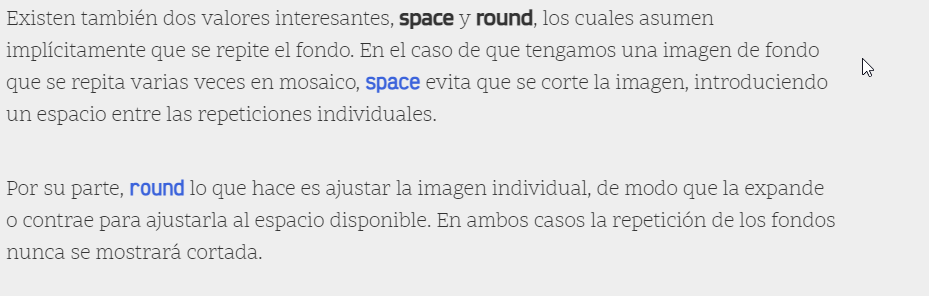 Existen también dos valores interesantes, space y round, los cuales asumen
implícitamente que se repite el fondo. En el caso de que tengamos una imagen de fondo
que se repita varias veces en mosaico, space evita que se corte la imagen, introduciendo
un espacio entre las repeticiones individuales.
Por su parte, round lo que hace es ajustar la imagen individual, de modo que la expande
o contrae para ajustarla al espacio disponible. En ambos casos la repetición de los fondos
nunca se mostrará cortada.